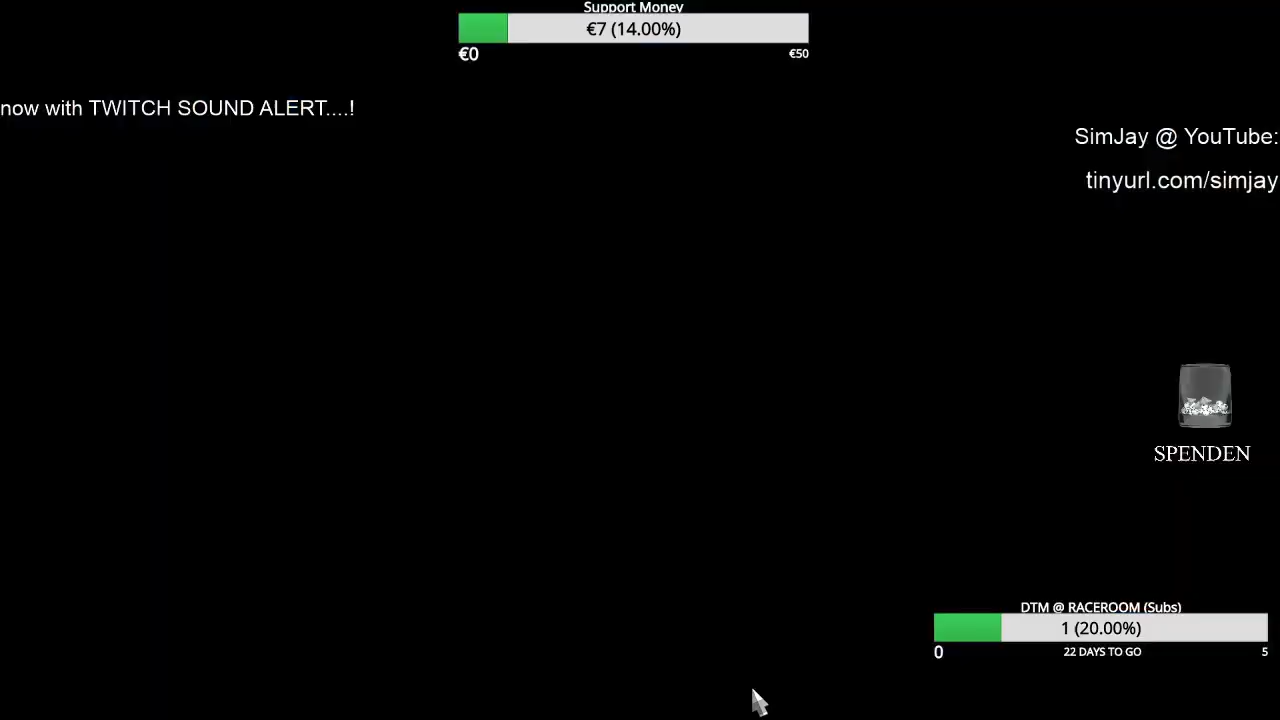 Support Money
€7 (14.00%)
€0 €50
now with TWITCH SOUND ALERT....!
SimJay @ YouTube:
tinyurl.com/simjay
SPENDEN
DTM @ RACEROOM (Subs)
1 (20.00%)
0 22 DAYS TO GO 5